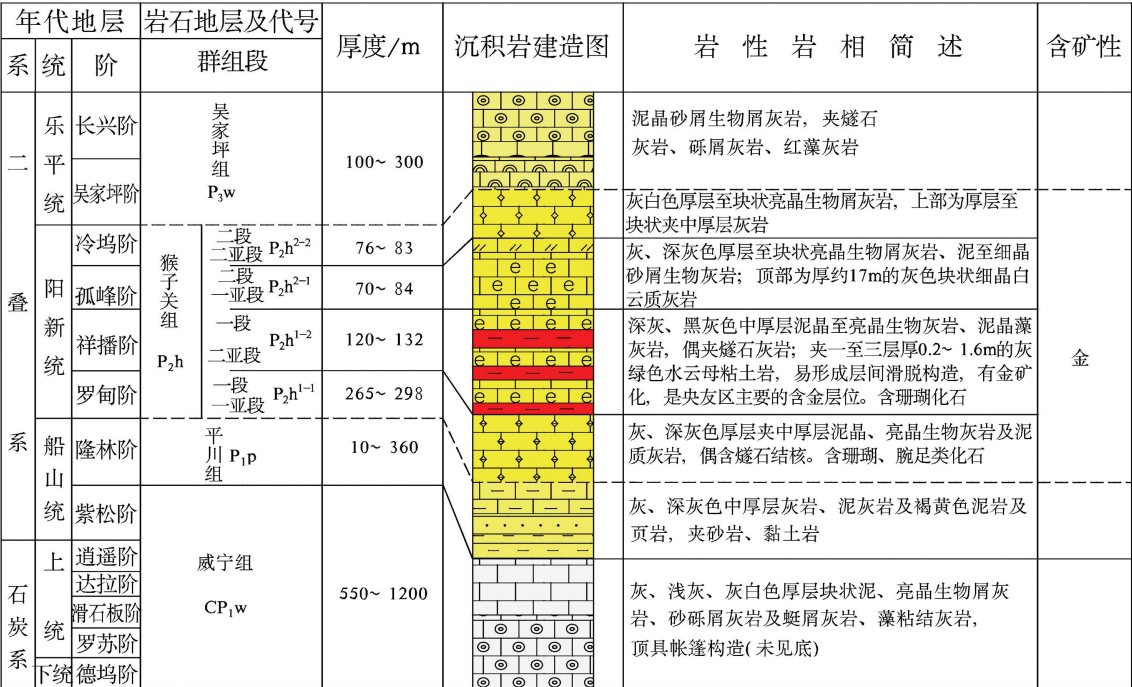 年代地层
岩石地层及代号
厚度/m
沉积岩建造图
岩性岩相简述
含矿性
系
统
阶
群组段
二叠系
乐平统
长兴阶
吴家坪阶
吴家坪组
P₃w
100~ 300
泥晶砂屑生物屑灰岩, 夹燧石
灰岩、砾屑灰岩、红藻灰岩
阳新统
冷坞阶
孤峰阶
祥播阶
罗甸阶
猴子关组
P₂h
二段
二亚段
P₂h²⁻²
76~ 83
灰白色厚层至块状亮晶生物屑灰岩, 上部为厚层至
块状夹中厚层灰岩
二段
一亚段
P₂h²⁻¹
70~ 84
灰、深灰色厚层至块状亮晶生物屑灰岩、泥至细晶
砂屑生物灰岩; 顶部为厚约17m的灰色块状细晶白
云质灰岩
一段
二亚段
P₂h¹⁻²
120~ 132
深灰、黑灰色中厚层泥晶至亮晶生物灰岩、泥晶藻
灰岩, 偶夹燧石灰岩; 夹一至三层厚0.2~ 1.6m的灰
绿色水云母粘土岩, 易形成层间滑脱构造, 有金矿
化, 是央友区主要的含金层位。含珊瑚化石
金
一段
一亚段
P₂h¹⁻¹
265~ 298
灰、深灰色厚层夹中厚层泥晶、亮晶生物灰岩及泥
质灰岩, 偶含燧石结核。含珊瑚、腕足类化石
船山统
隆林阶
紫松阶
平川组
P₁p
10~ 360
灰、深灰色中厚层灰岩、泥灰岩及褐黄色泥岩及
页岩, 夹砂岩、黏土岩
石炭系
上统
逍遥阶
达拉阶
滑石板阶
罗苏阶
下统
德坞阶
威宁组
CP₁w
550~ 1200
灰、浅灰、灰白色厚层块状泥、亮晶生物屑灰
岩、砂砾屑灰岩及蜓屑灰岩、藻粘结灰岩,
顶具帐篷构造( 未见底)